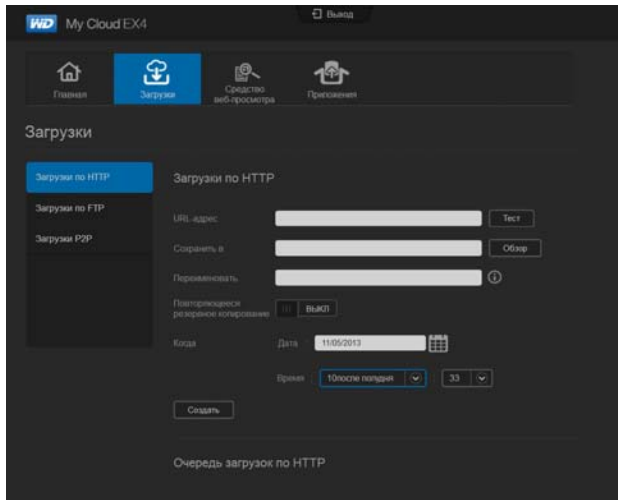 WD My Cloud EX4
Выход
Главная
Загрузки
Средство
веб-просмотра
Приложения
Загрузки
Загрузки по HTTP
Загрузки по FTP
Загрузки P2P
Загрузки по HTTP
URL-адрес
Тест
Сохранить в
Обзор
Переименовать
Повторяющееся
резервное копирование
ВЫКЛ
Когда
Дата
11/05/2013
Время
10после полудня
33
Создать
Очередь загрузок по HTTP